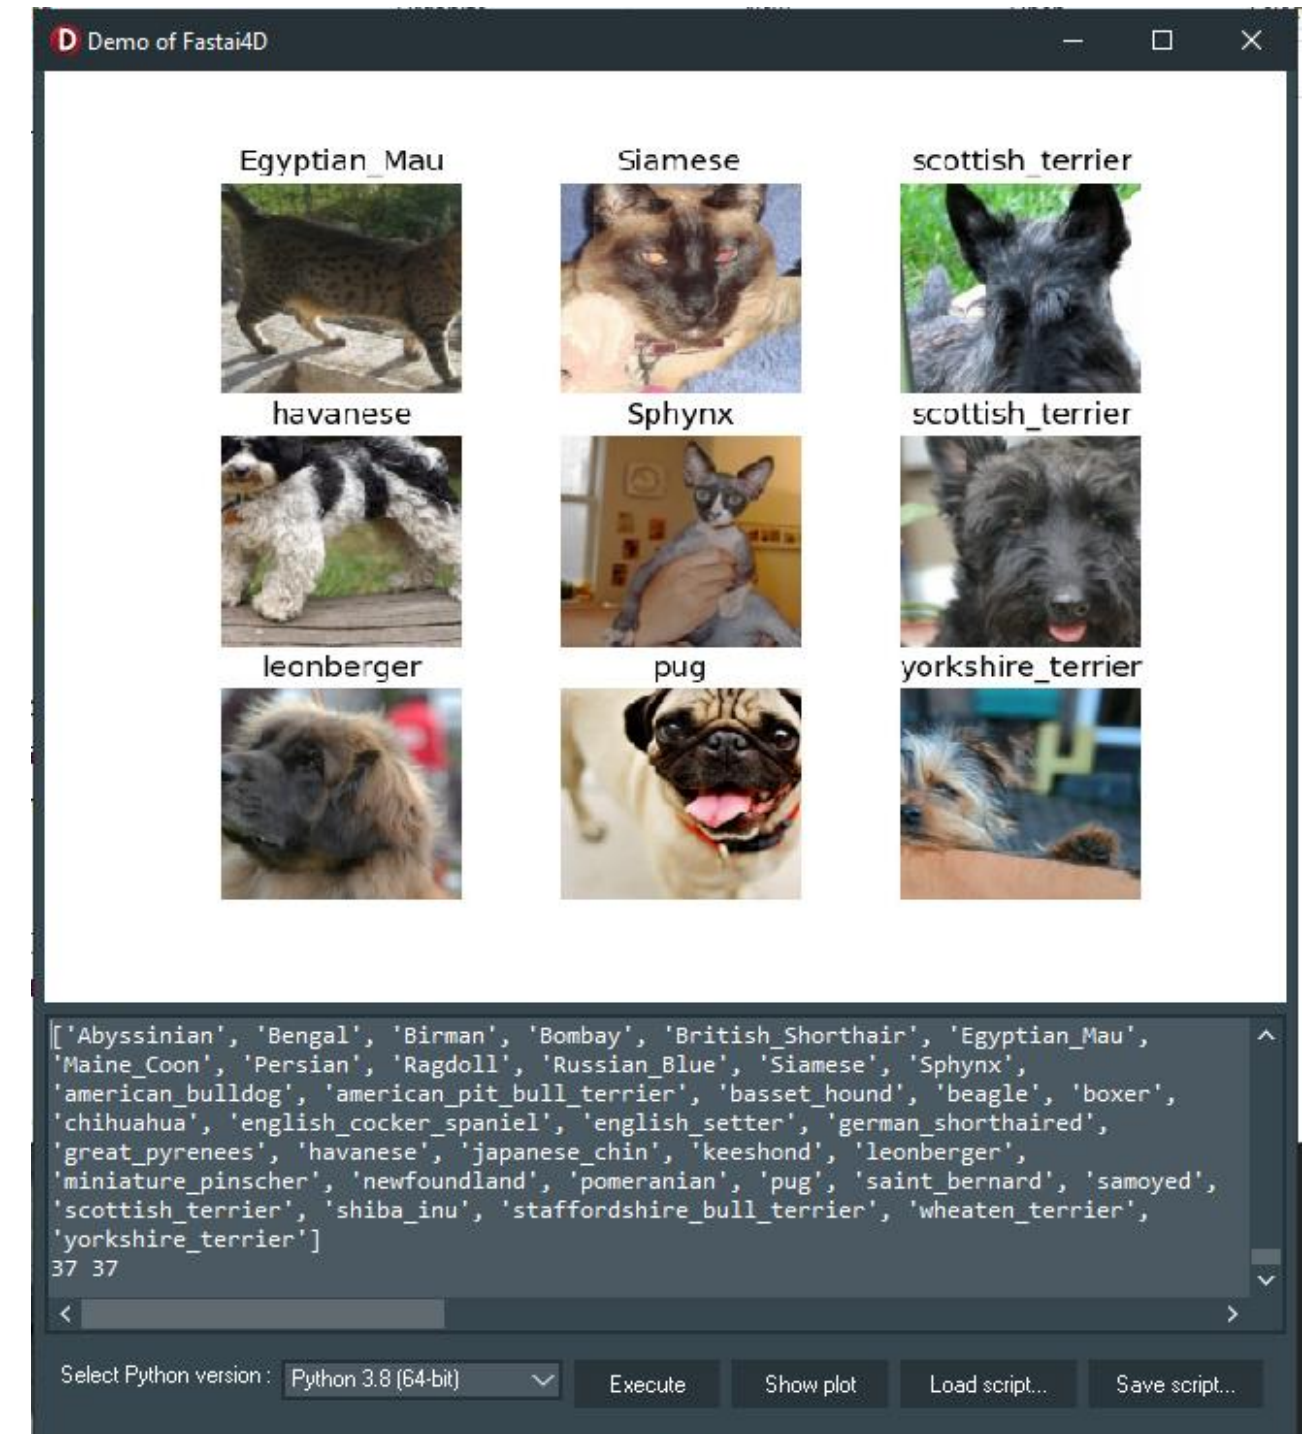 Demo of Fastai4D
Egyptian_Mau Siamese scottish_terrier
havanese Sphynx scottish_terrier
leonberger pug yorkshire_terrier
['Abyssinian', 'Bengal', 'Birman', 'Bombay', 'British_Shorthair', 'Egyptian_Mau',
'Maine_Coon', 'Persian', 'Ragdoll', 'Russian_Blue', 'Siamese', 'Sphynx',
'american_bulldog', 'american_pit_bull_terrier', 'basset_hound', 'beagle', 'boxer',
'chihuahua', 'english_cocker_spaniel', 'english_setter', 'german_shorthaired',
'great_pyrenees', 'havanese', 'japanese_chin', 'keeshond', 'leonberger',
'miniature_pinscher', 'newfoundland', 'pomeranian', 'pug', 'saint_bernard', 'samoyed',
'scottish_terrier', 'shiba_inu', 'staffordshire_bull_terrier', 'wheaten_terrier',
'yorkshire_terrier']
37 37
Select Python version : Python 3.8 (64-bit) Execute Show plot Load script... Save script...